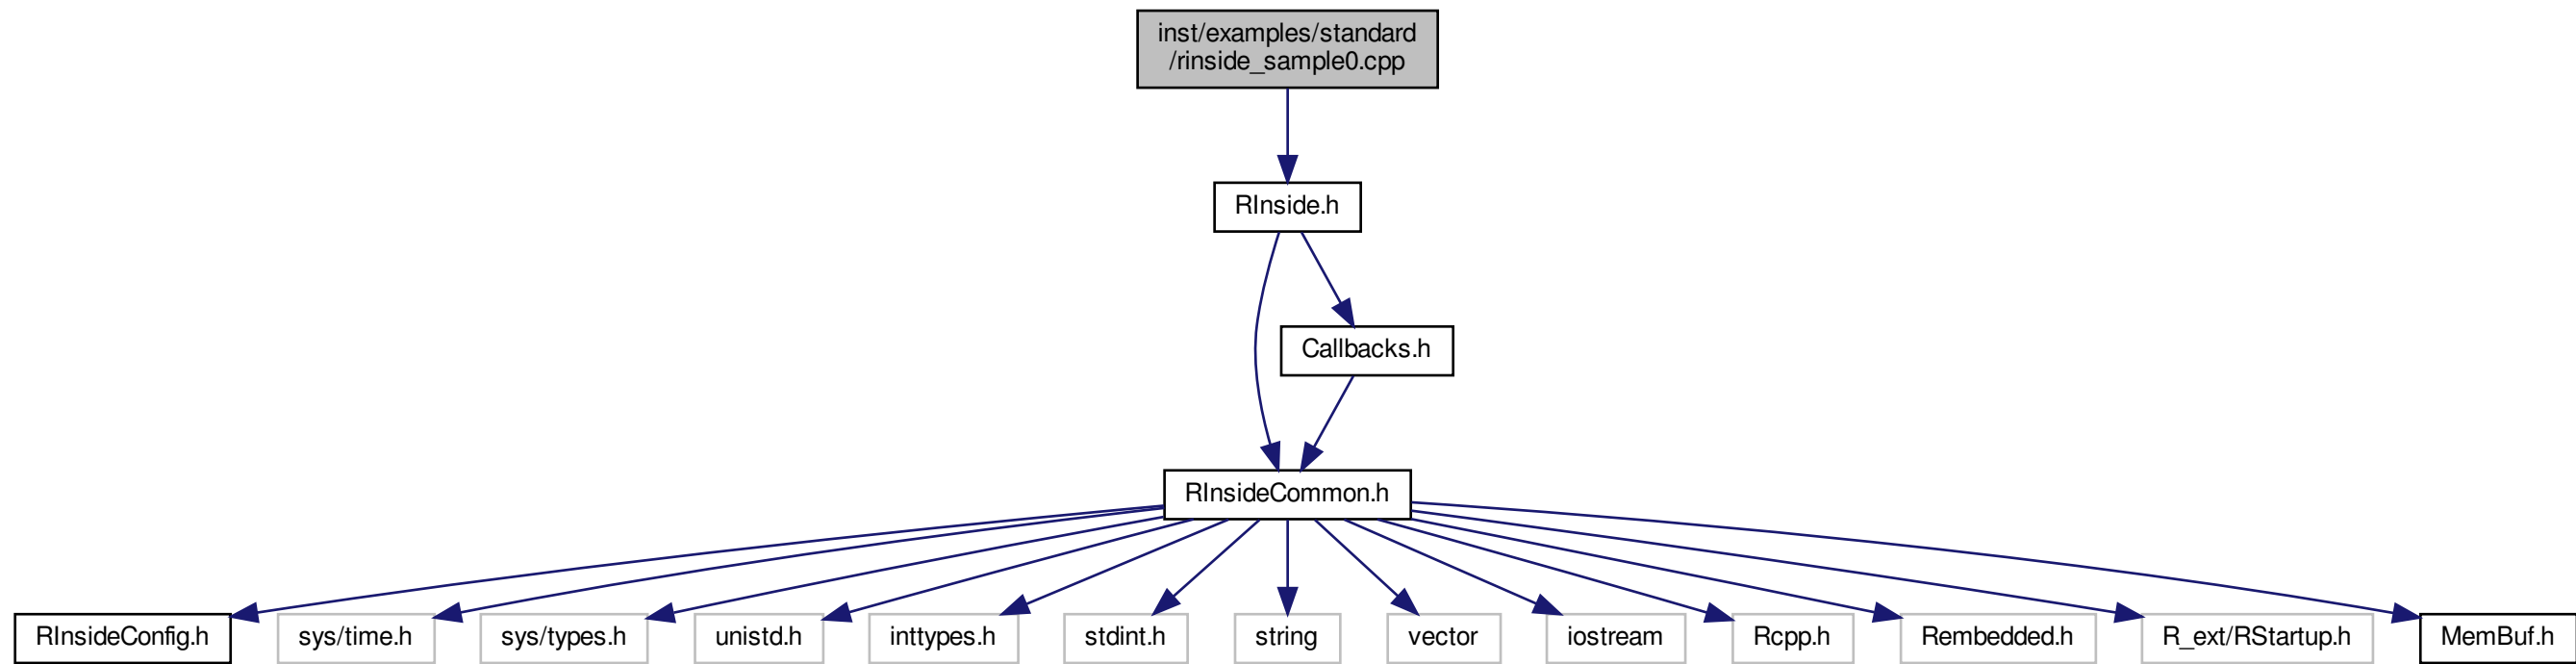 inst/examples/standard
/rinside_sample0.cpp
RInside.h
Callbacks.h
RInsideCommon.h
RInsideConfig.h
sys/time.h
sys/types.h
unistd.h
inttypes.h
stdint.h
string
vector
iostream
Rcpp.h
Rembedded.h
R_ext/RStartup.h
MemBuf.h